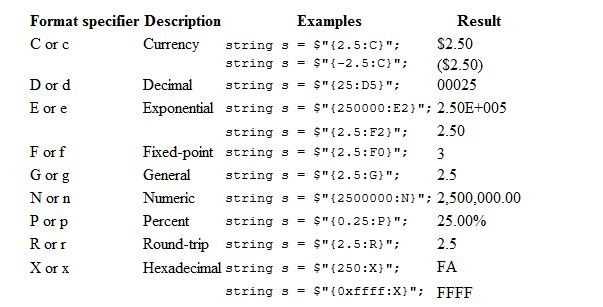 Format specifier Description Examples Result
C or c Currency string s = $"{2.5:C}"; $2.50
string s = $"{-2.5:C}"; ($2.50)
D or d Decimal string s = $"{25:D5}"; 00025
E or e Exponential string s = $"{250000:E2}"; 2.50E+005
string s = $"{2.5:F2}"; 2.50
F or f Fixed-point string s = $"{2.5:F0}"; 3
G or g General string s = $"{2.5:G}"; 2.5
N or n Numeric string s = $"{2500000:N}"; 2,500,000.00
P or p Percent string s = $"{0.25:P}"; 25.00%
R or r Round-trip string s = $"{2.5:R}"; 2.5
X or x Hexadecimal string s = $"{250:X}"; FA
string s = $"{0xffff:X}"; FFFF